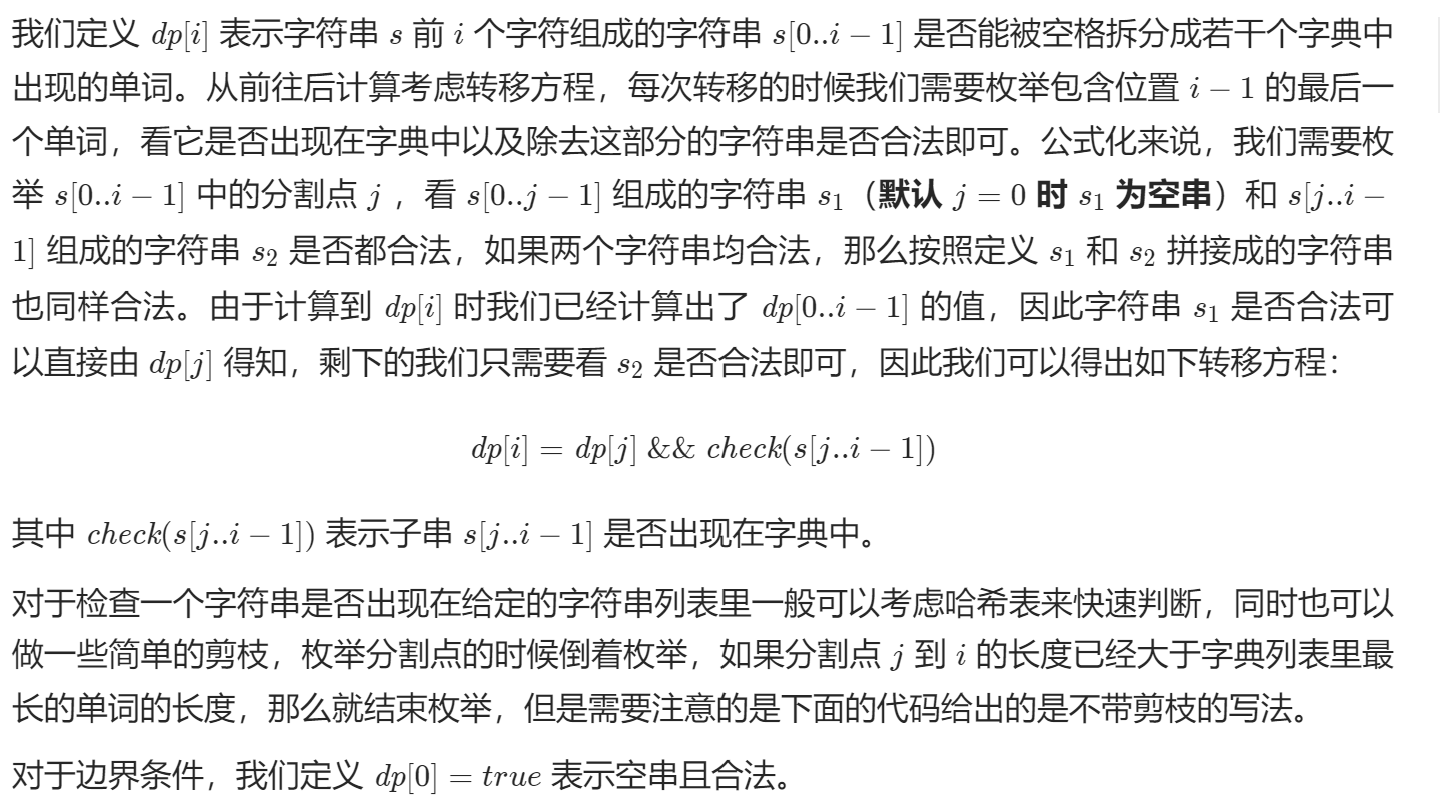 我们定义 dp[i] 表示字符串 s 前 i 个字符组成的字符串 s[0..i − 1] 是否能被空格拆分成若干个字典中
出现的单词。从前往后计算考虑转移方程，每次转移的时候我们需要枚举包含位置 i − 1 的最后一
个单词，看它是否出现在字典中以及除去这部分的字符串是否合法即可。公式化来说，我们需要枚
举 s[0..i − 1] 中的分割点 j ，看 s[0..j − 1] 组成的字符串 s₁（默认 j = 0 时 s₁ 为空串）和 s[j..i −
1] 组成的字符串 s₂ 是否都合法，如果两个字符串均合法，那么按照定义 s₁ 和 s₂ 拼接成的字符串
也同样合法。由于计算到 dp[i] 时我们已经计算出了 dp[0..i − 1] 的值，因此字符串 s₁ 是否合法可
以直接由 dp[j] 得知，剩下的我们只需要看 s₂ 是否合法即可，因此我们可以得出如下转移方程：
dp[i] = dp[j] && check(s[j..i − 1])
其中 check(s[j..i − 1]) 表示子串 s[j..i − 1] 是否出现在字典中。
对于检查一个字符串是否出现在给定的字符串列表里一般可以考虑哈希表来快速判断，同时也可以
做一些简单的剪枝，枚举分割点的时候倒着枚举，如果分割点 j 到 i 的长度已经大于字典列表里最
长的单词的长度，那么就结束枚举，但是需要注意的是下面的代码给出的是不带剪枝的写法。
对于边界条件，我们定义 dp[0] = true 表示空串且合法。